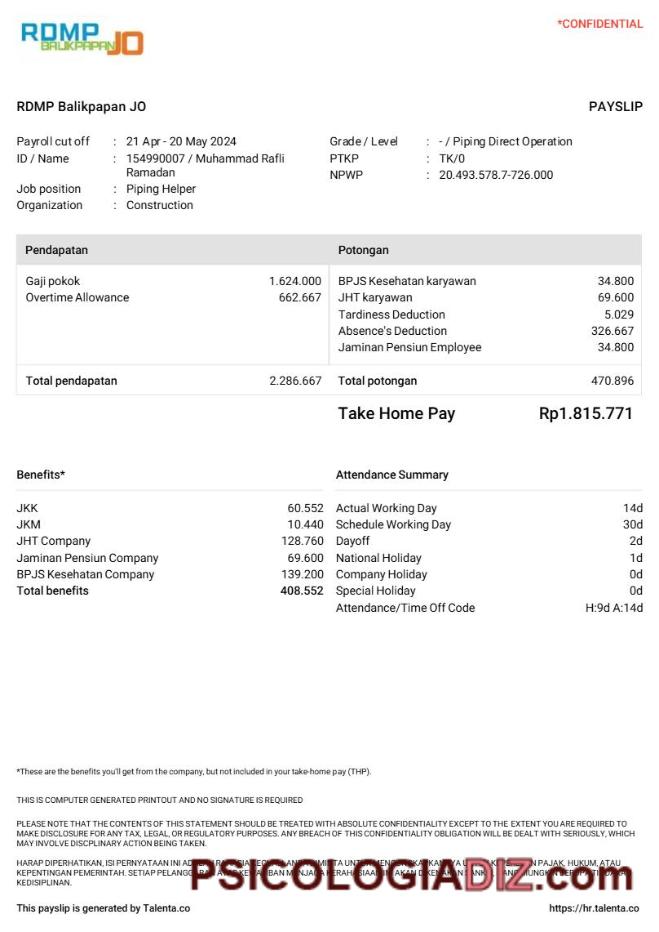 RDMP
BALIKPAPAN JO
*CONFIDENTIAL
RDMP Balikpapan JO
PAYSLIP
Payroll cut off : 21 Apr - 20 May 2024
Grade / Level : - / Piping Direct Operation
ID / Name : 154990007 / Muhammad Rafli
Ramadan
PTKP : TK/0
NPWP : 20.493.578.7-726.000
Job position : Piping Helper
Organization : Construction
Pendapatan
Potongan
Gaji pokok 1.624.000
BPJS Kesehatan karyawan 34.800
Overtime Allowance 662.667
JHT karyawan 69.600
Tardiness Deduction 5.029
Absence's Deduction 326.667
Jaminan Pensiun Employee 34.800
Total pendapatan 2.286.667
Total potongan 470.896
Take Home Pay Rp1.815.771
Benefits*
Attendance Summary
JKK 60.552
Actual Working Day 14d
JKM 10.440
Schedule Working Day 30d
JHT Company 128.760
Dayoff 2d
Jaminan Pensiun Company 69.600
National Holiday 1d
BPJS Kesehatan Company 139.200
Company Holiday 0d
Total benefits 408.552
Special Holiday 0d
Attendance/Time Off Code H:9d A:14d
*These are the benefits you'll get from the company, but not included in your take-home pay (THP).
THIS IS COMPUTER GENERATED PRINTOUT AND NO SIGNATURE IS REQUIRED
PLEASE NOTE THAT THE CONTENTS OF THIS STATEMENT SHOULD BE TREATED WITH ABSOLUTE CONFIDENTIALITY EXCEPT TO THE EXTENT YOU ARE REQUIRED TO
MAKE DISCLOSURE FOR ANY TAX, LEGAL, OR REGULATORY PURPOSES. ANY BREACH OF THIS CONFIDENTIALITY OBLIGATION WILL BE DEALT WITH SERIOUSLY, WHICH
MAY INVOLVE DISCPLINARY ACTION BEING TAKEN.
HARAP DIPERHATIKAN, ISI PERNYATAAN INI PAJAK, HUKUM, ATAU
KEPENTINGAN PEMERINTAH. SETIAP
KEDISIPLINAN.
PSICOLOGIADIZ.com
This payslip is generated by Talenta.co
https://hr.talenta.co